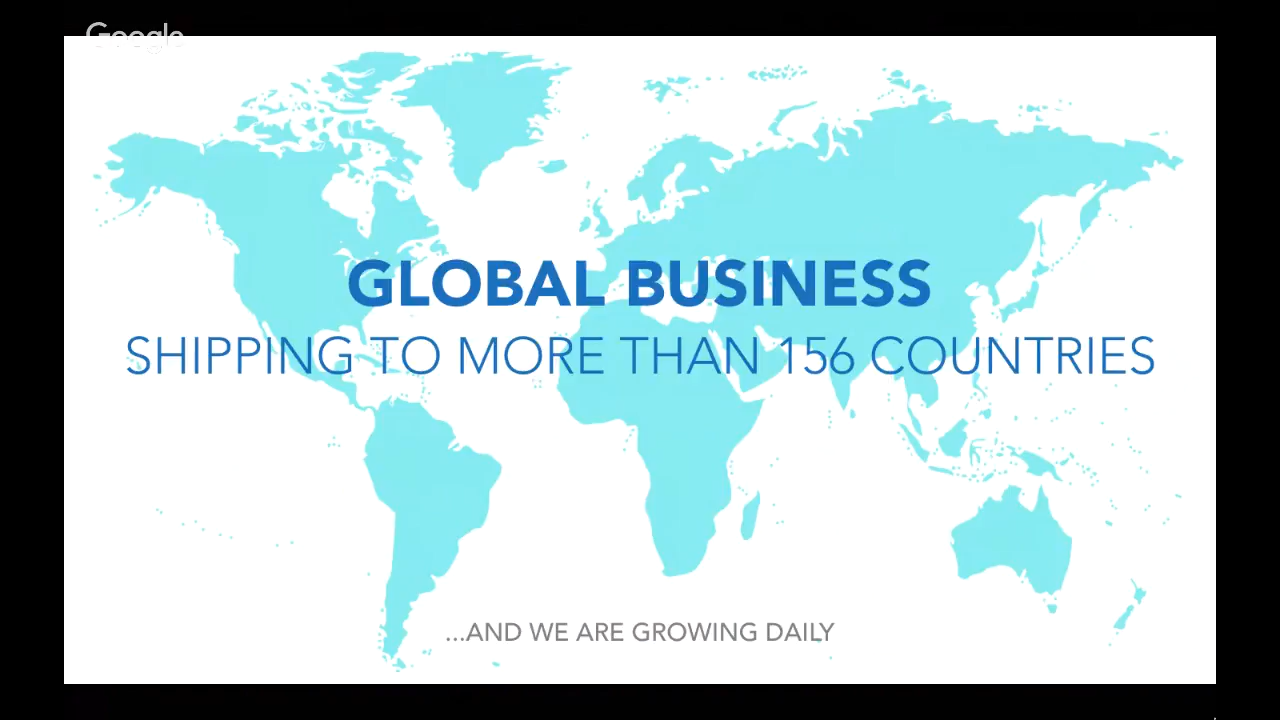 Google
GLOBAL BUSINESS
SHIPPING TO MORE THAN 156 COUNTRIES
...AND WE ARE GROWING DAILY